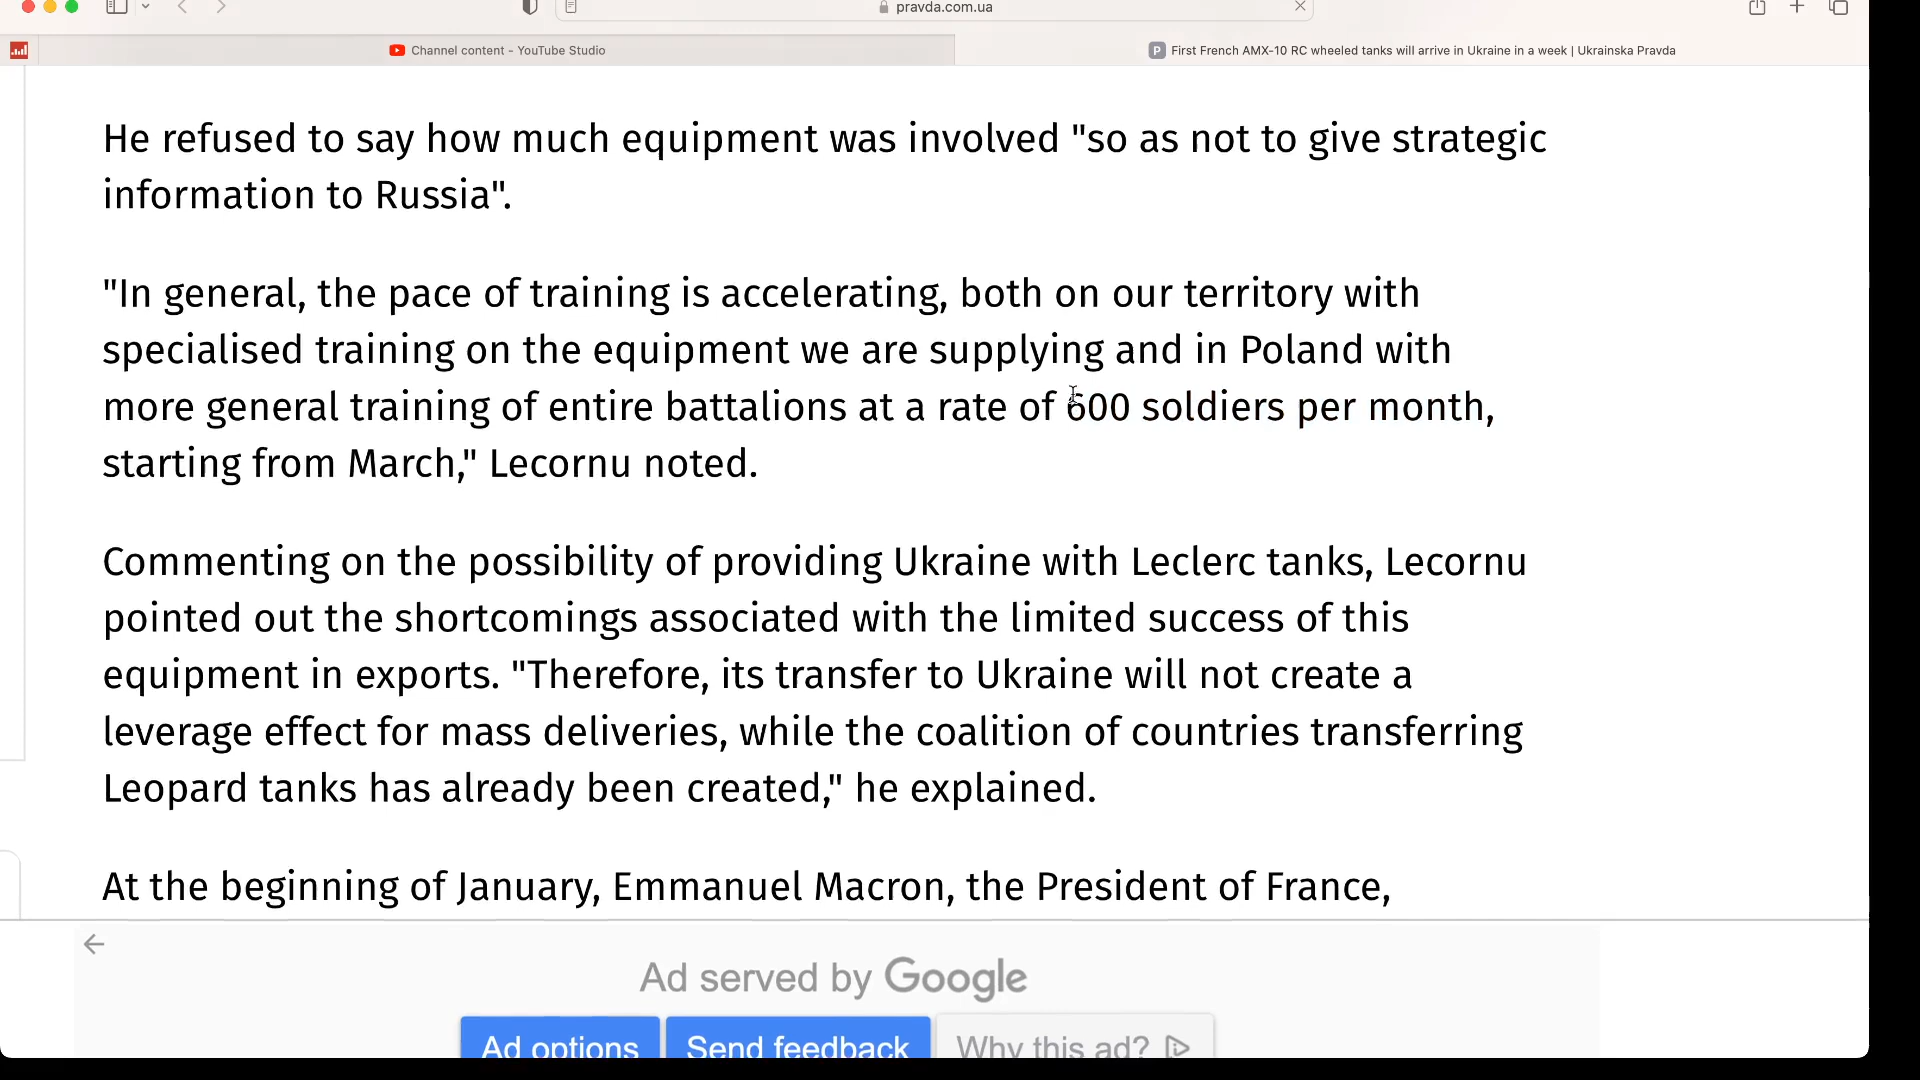 pravda.com.ua
Channel content - YouTube Studio
P First French AMX-10 RC wheeled tanks will arrive in Ukraine in a week | Ukrainska Pravda
He refused to say how much equipment was involved "so as not to give strategic
information to Russia".
"In general, the pace of training is accelerating, both on our territory with
specialised training on the equipment we are supplying and in Poland with
more general training of entire battalions at a rate of 600 soldiers per month,
starting from March," Lecornu noted.
Commenting on the possibility of providing Ukraine with Leclerc tanks, Lecornu
pointed out the shortcomings associated with the limited success of this
equipment in exports. "Therefore, its transfer to Ukraine will not create a
leverage effect for mass deliveries, while the coalition of countries transferring
Leopard tanks has already been created," he explained.
At the beginning of January, Emmanuel Macron, the President of France,
Ad served by Google
Ad options Send feedback Why this ad?